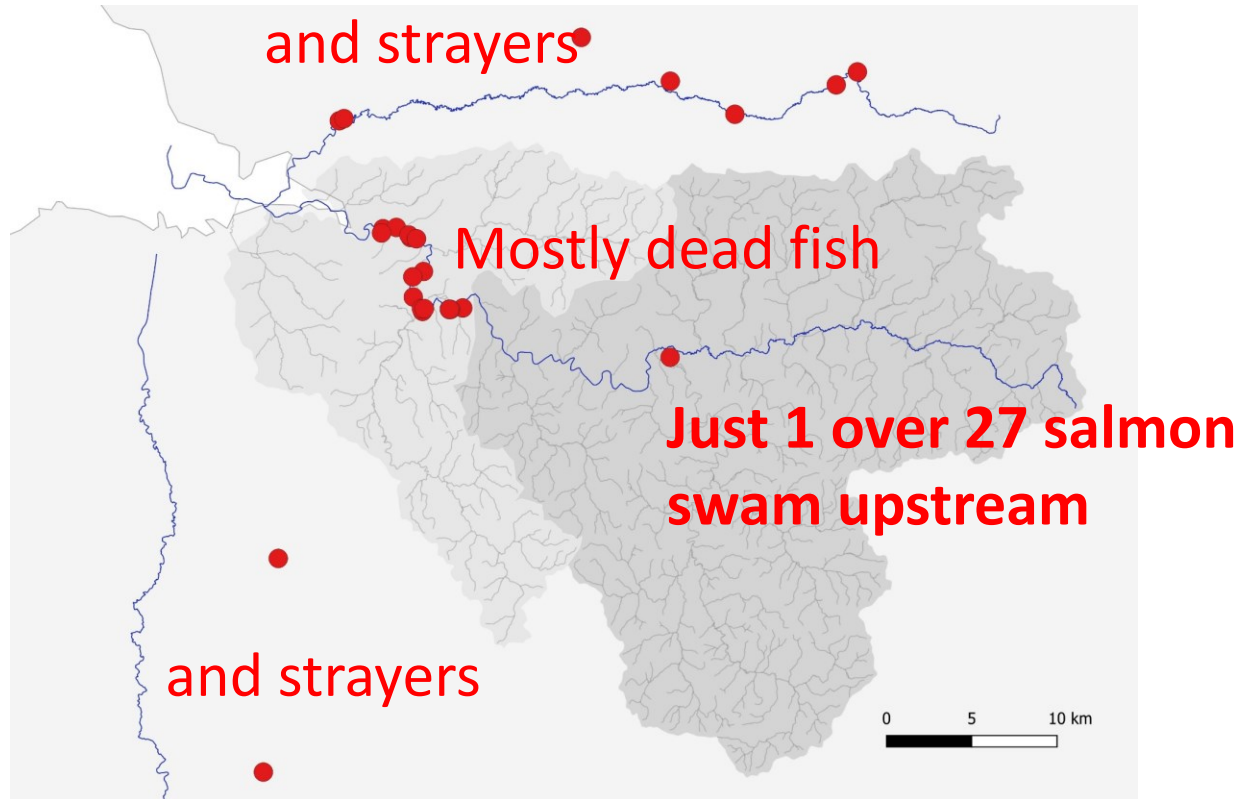 and strayers
Mostly dead fish
Just 1 over 27 salmon
swam upstream
and strayers
0 5 10 km